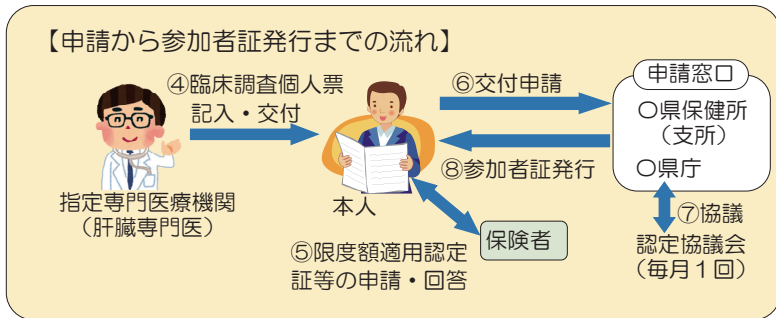 【申請から参加者証発行までの流れ】
④臨床調査個人票
記入・交付
指定専門医療機関
（肝臓専門医）
本人
⑤限度額適用認定
証等の申請・回答
保険者
⑥交付申請
⑧参加者証発行
申請窓口
〇県保健所
（支所）
〇県庁
⑦協議
認定協議会
（毎月１回）